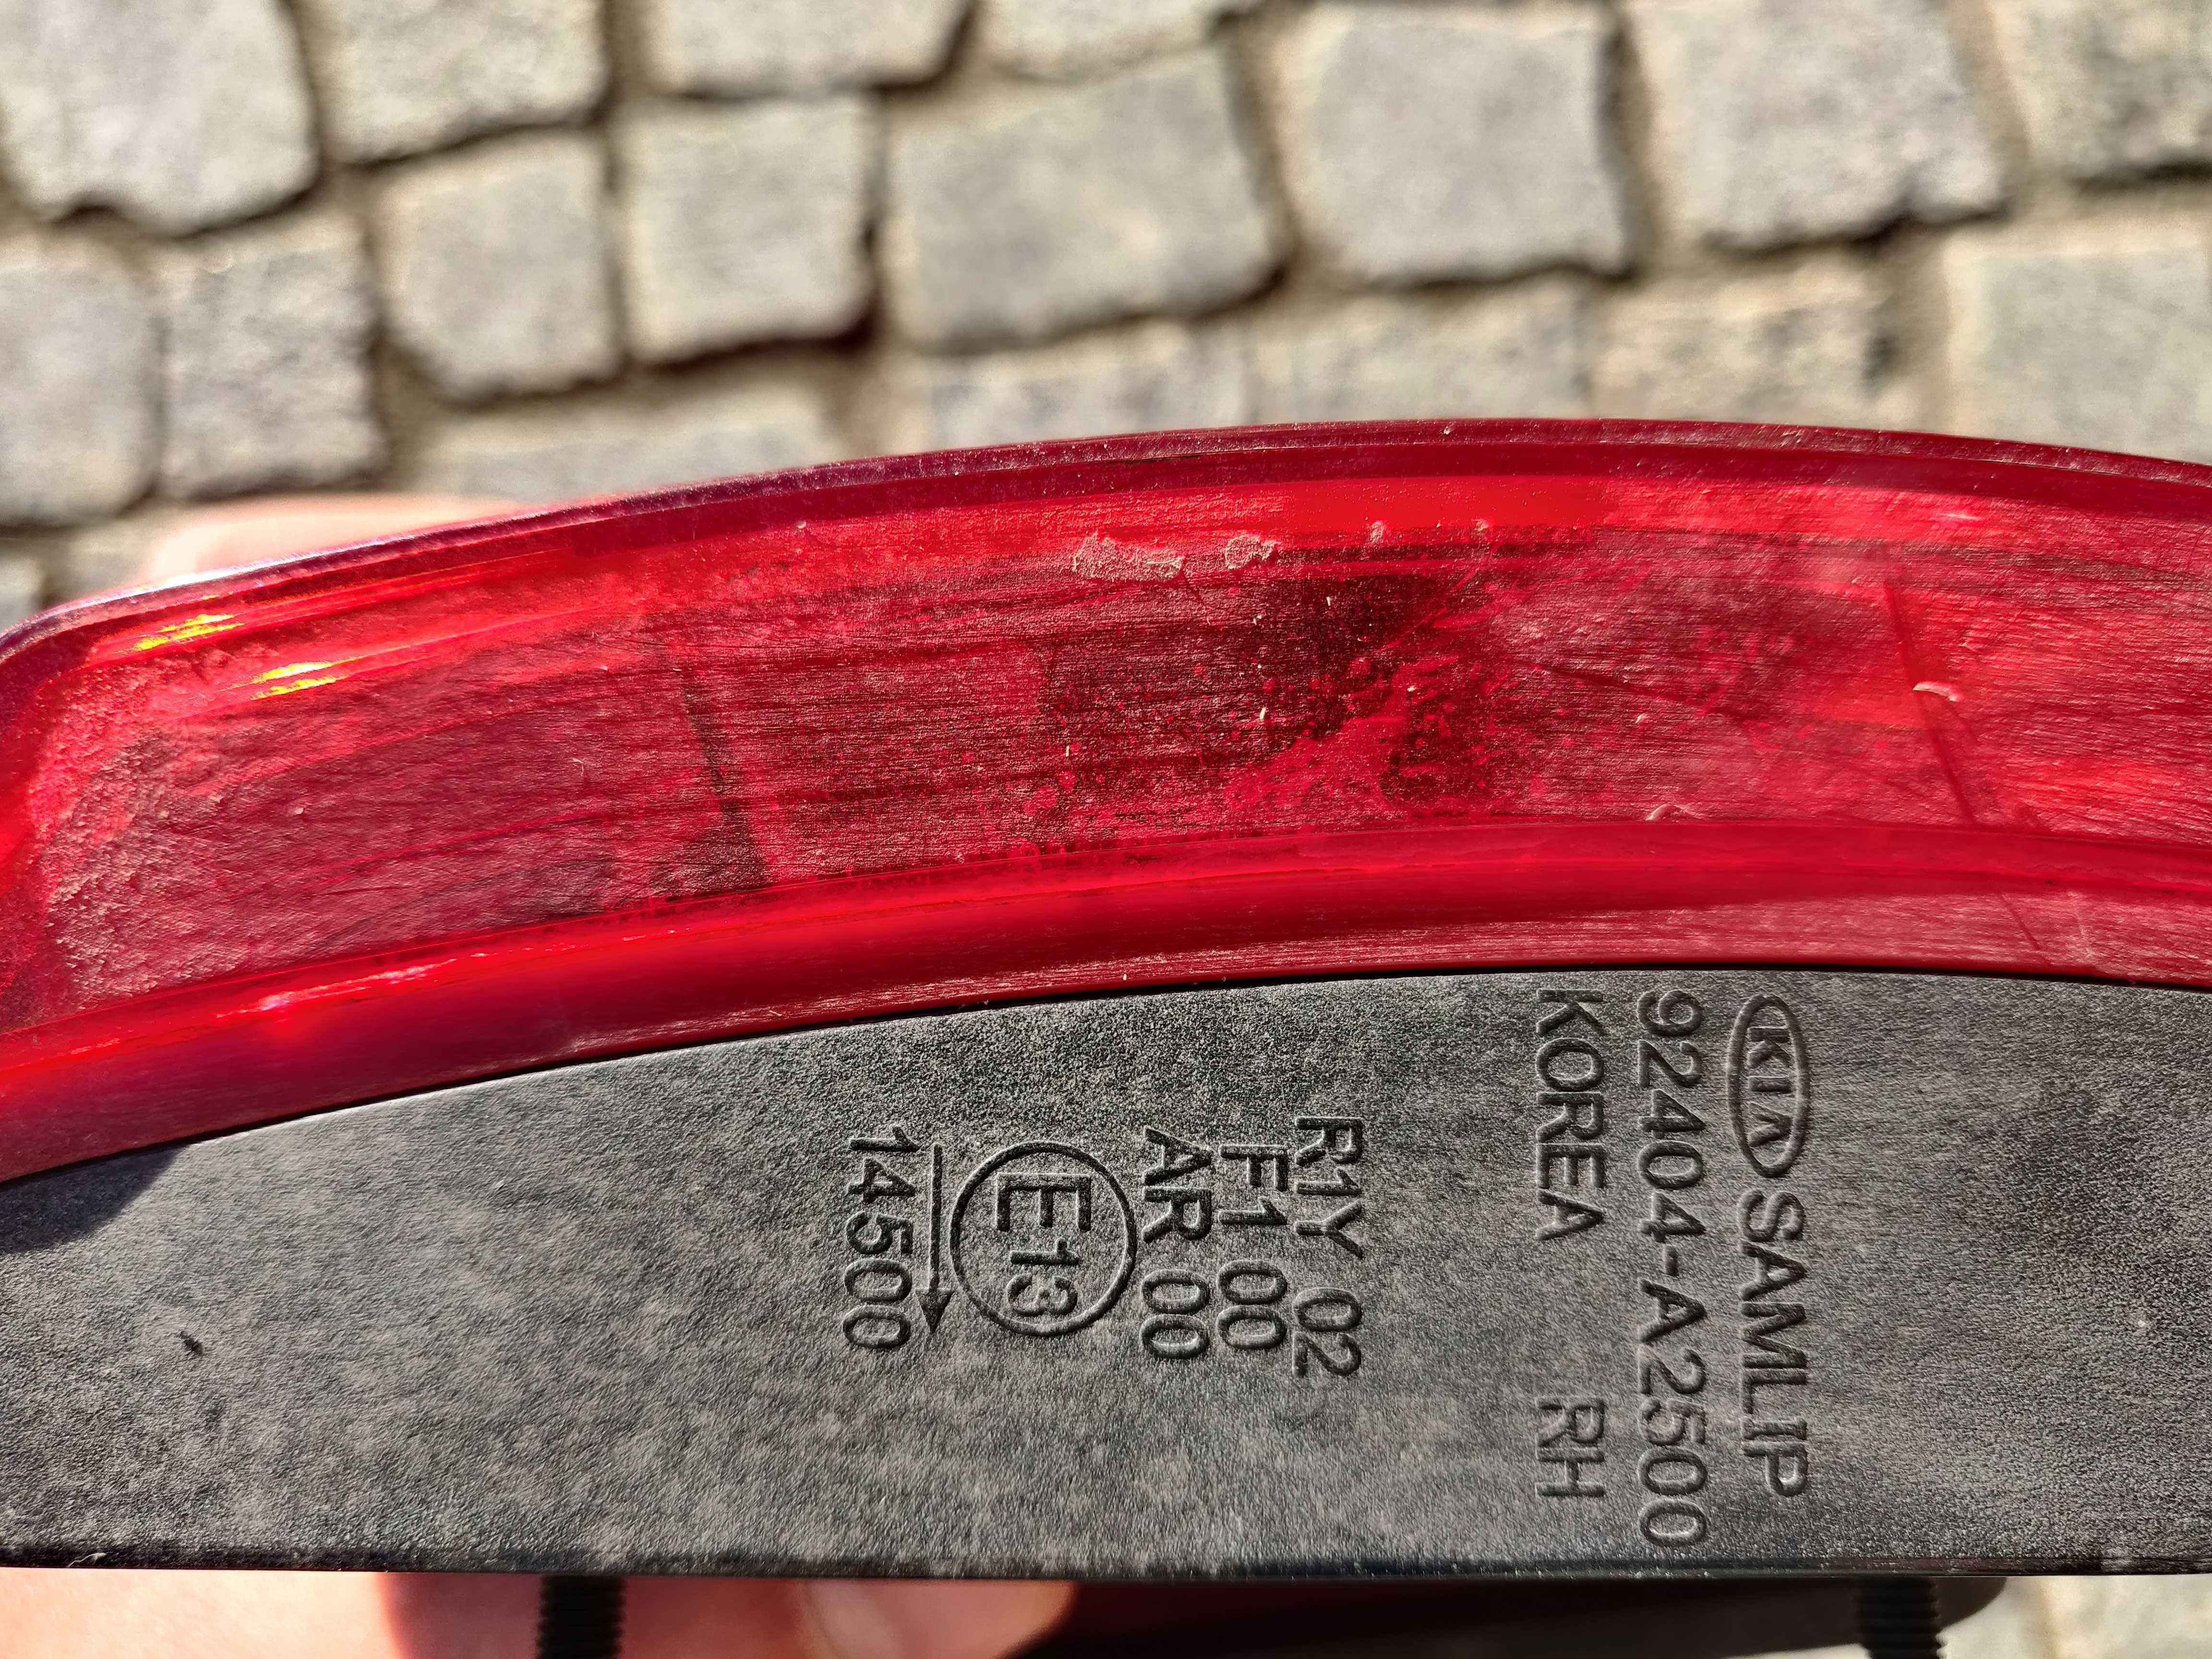 KIA SAMLIP
92404-A2500
KOREA RH
R1Y 02
F1 00
AR 00
E13
14500